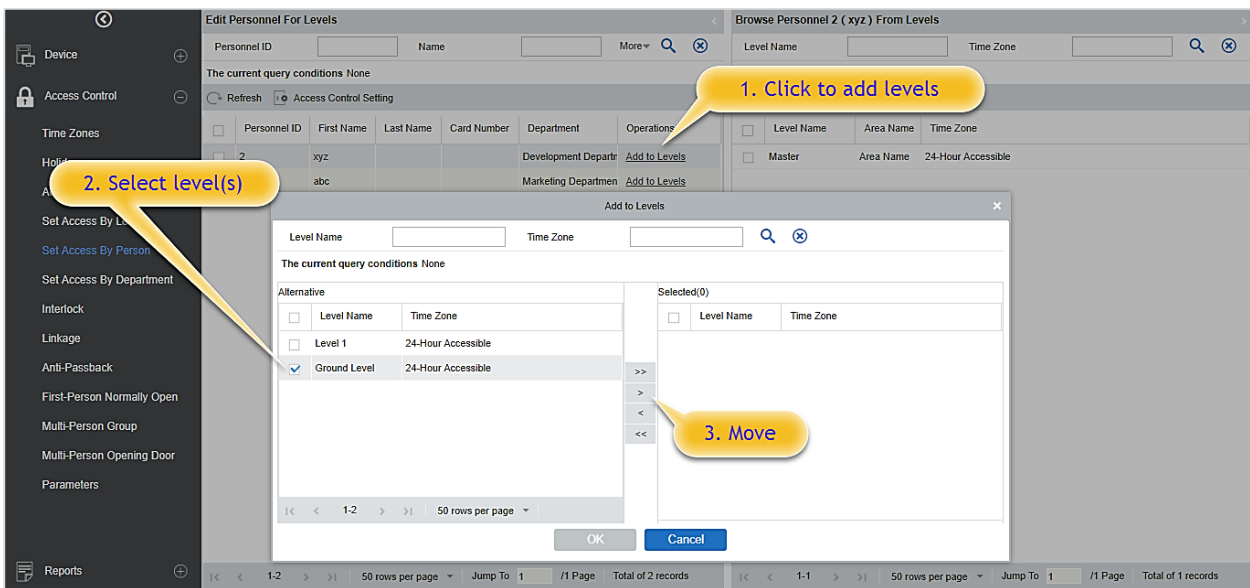 Edit Personnel For Levels
Browse Personnel 2 ( xyz ) From Levels
Device
Personnel ID Name More
Level Name Time Zone
The current query conditions None
Access Control
Refresh Access Control Setting
1. Click to add levels
Time Zones
Personnel ID First Name Last Name Card Number Department Operations
Level Name Area Name Time Zone
2 xyz Development Departm Add to Levels
Master Area Name 24-Hour Accessible
abc Marketing Departmen Add to Levels
2. Select level(s)
Set Access By Person
Set Access By Department
Interlock
Linkage
Anti-Passback
First-Person Normally Open
Multi-Person Group
Multi-Person Opening Door
Parameters
Reports
Add to Levels ×
Level Name Time Zone
The current query conditions None
Alternative
Level Name Time Zone
Level 1 24-Hour Accessible
Ground Level 24-Hour Accessible
Selected(0)
Level Name Time Zone
>>
>
<
<<
3. Move
|< < 1-2 > >| 50 rows per page
OK Cancel
|< < 1-2 > >| 50 rows per page Jump To 1 /1 Page Total of 2 records
|< < 1-1 > >| 50 rows per page Jump To 1 /1 Page Total of 1 records